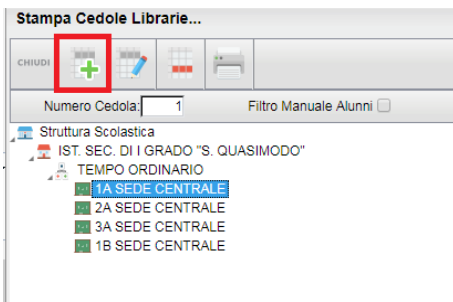 Stampa Cedole Librarie...
CHIUDI
Numero Cedola: 1 Filtro Manuale Alunni
Struttura Scolastica
IST. SEC. DI I GRADO "S. QUASIMODO"
TEMPO ORDINARIO
1A SEDE CENTRALE
2A SEDE CENTRALE
3A SEDE CENTRALE
1B SEDE CENTRALE